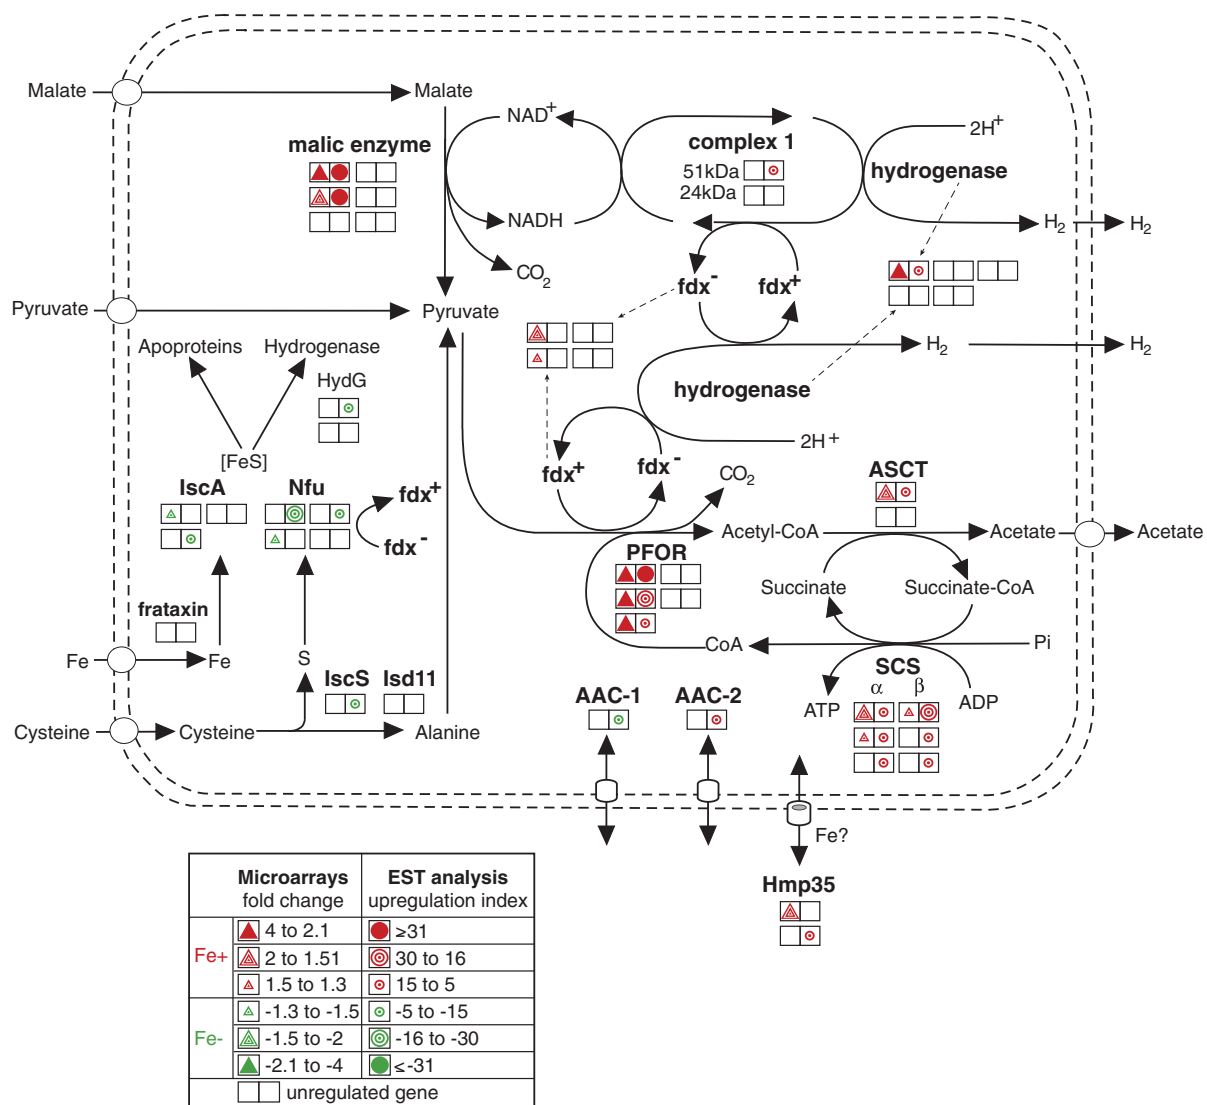 Malate
Malate
NAD+
complex 1
2H+
malic enzyme
51kDa
24kDa
hydrogenase
NADH
H2
H2
CO2
fdx-
fdx+
Pyruvate
Pyruvate
Apoproteins
Hydrogenase
H2
H2
HydG
hydrogenase
2H+
[FeS]
fdx+
fdx-
CO2
ASCT
IscA
Nfu
fdx+
fdx-
Acetyl-CoA
Acetate
Acetate
PFOR
Succinate
Succinate-CoA
frataxin
Fe
Fe
S
CoA
Pi
IscS
Isd11
SCS
α
β
AAC-1
AAC-2
ATP
ADP
Cysteine
Cysteine
Alanine
Fe?
Hmp35
Microarrays
fold change
EST analysis
upregulation index
Fe+
4 to 2.1
≥31
2 to 1.51
30 to 16
1.5 to 1.3
15 to 5
Fe-
-1.3 to -1.5
-5 to -15
-1.5 to -2
-16 to -30
-2.1 to -4
≤-31
unregulated gene